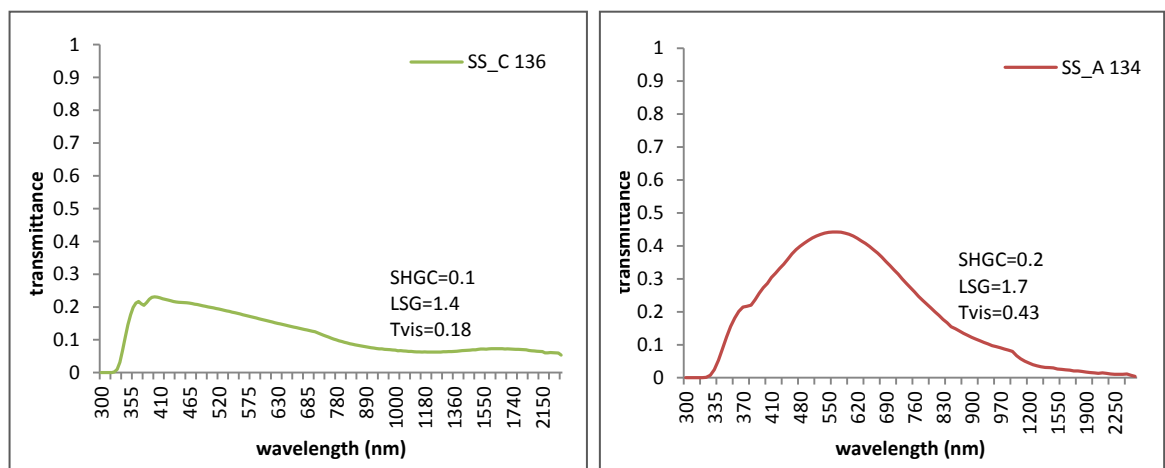 SS_C 136
1
0.9
0.8
0.7
0.6
0.5
0.4
0.3
0.2
0.1
0
transmittance
SHGC=0.1
LSG=1.4
Tvis=0.18
300 355 410 465 520 575 630 685 780 890 1000 1180 1360 1550 1740 2150
wavelength (nm)
SS_A 134
1
0.9
0.8
0.7
0.6
0.5
0.4
0.3
0.2
0.1
0
transmittance
SHGC=0.2
LSG=1.7
Tvis=0.43
300 355 370 410 480 550 620 690 760 830 900 970 1200 1550 1900 2250
wavelength (nm)